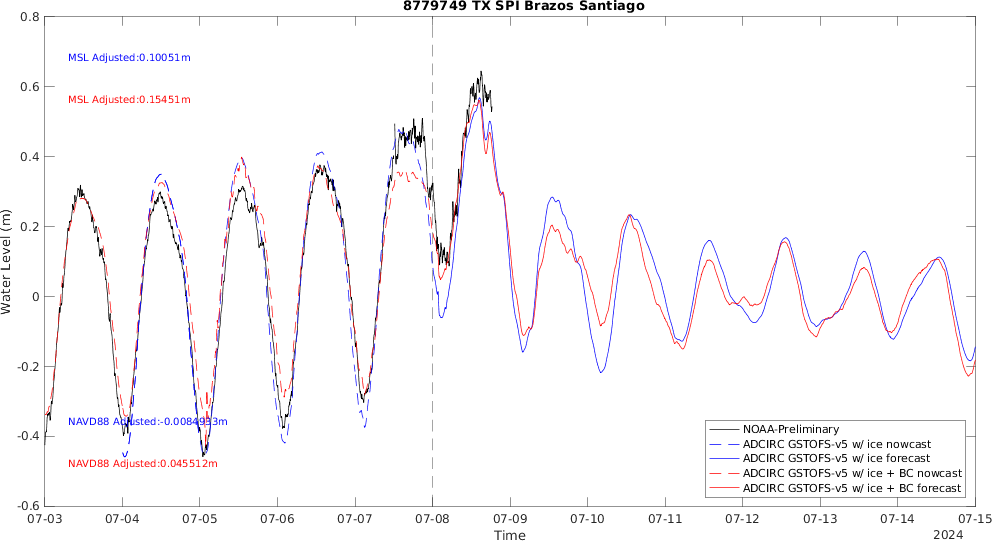 8779749 TX SPI Brazos Santiago
0.8
0.6
0.4
0.2
0
-0.2
-0.4
-0.6
Water Level (m)
MSL Adjusted:0.10051m
MSL Adjusted:0.15451m
NAVD88 Adjusted:-0.0084933m
NAVD88 Adjusted:0.045512m
NOAA-Preliminary
ADCIRC GSTOFS-v5 w/ ice nowcast
ADCIRC GSTOFS-v5 w/ ice forecast
ADCIRC GSTOFS-v5 w/ ice + BC nowcast
ADCIRC GSTOFS-v5 w/ ice + BC forecast
07-03 07-04 07-05 07-06 07-07 07-08 07-09 07-10 07-11 07-12 07-13 07-14 07-15
Time
2024